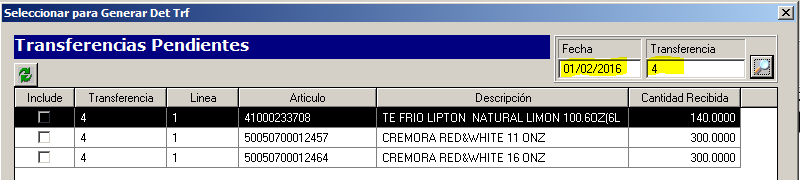 Seleccionar para Generar Det Trf
Transferencias Pendientes
Fecha Transferencia
01/02/2016 4
Include Transferencia Linea Articulo Descripción Cantidad Recibida
4 1 41000233708 TE FRIO LIPTON NATURAL LIMON 100.6OZ(6L 140.0000
4 1 50050700012457 CREMORA RED&WHITE 11 ONZ 300.0000
4 1 50050700012464 CREMORA RED&WHITE 16 ONZ 300.0000